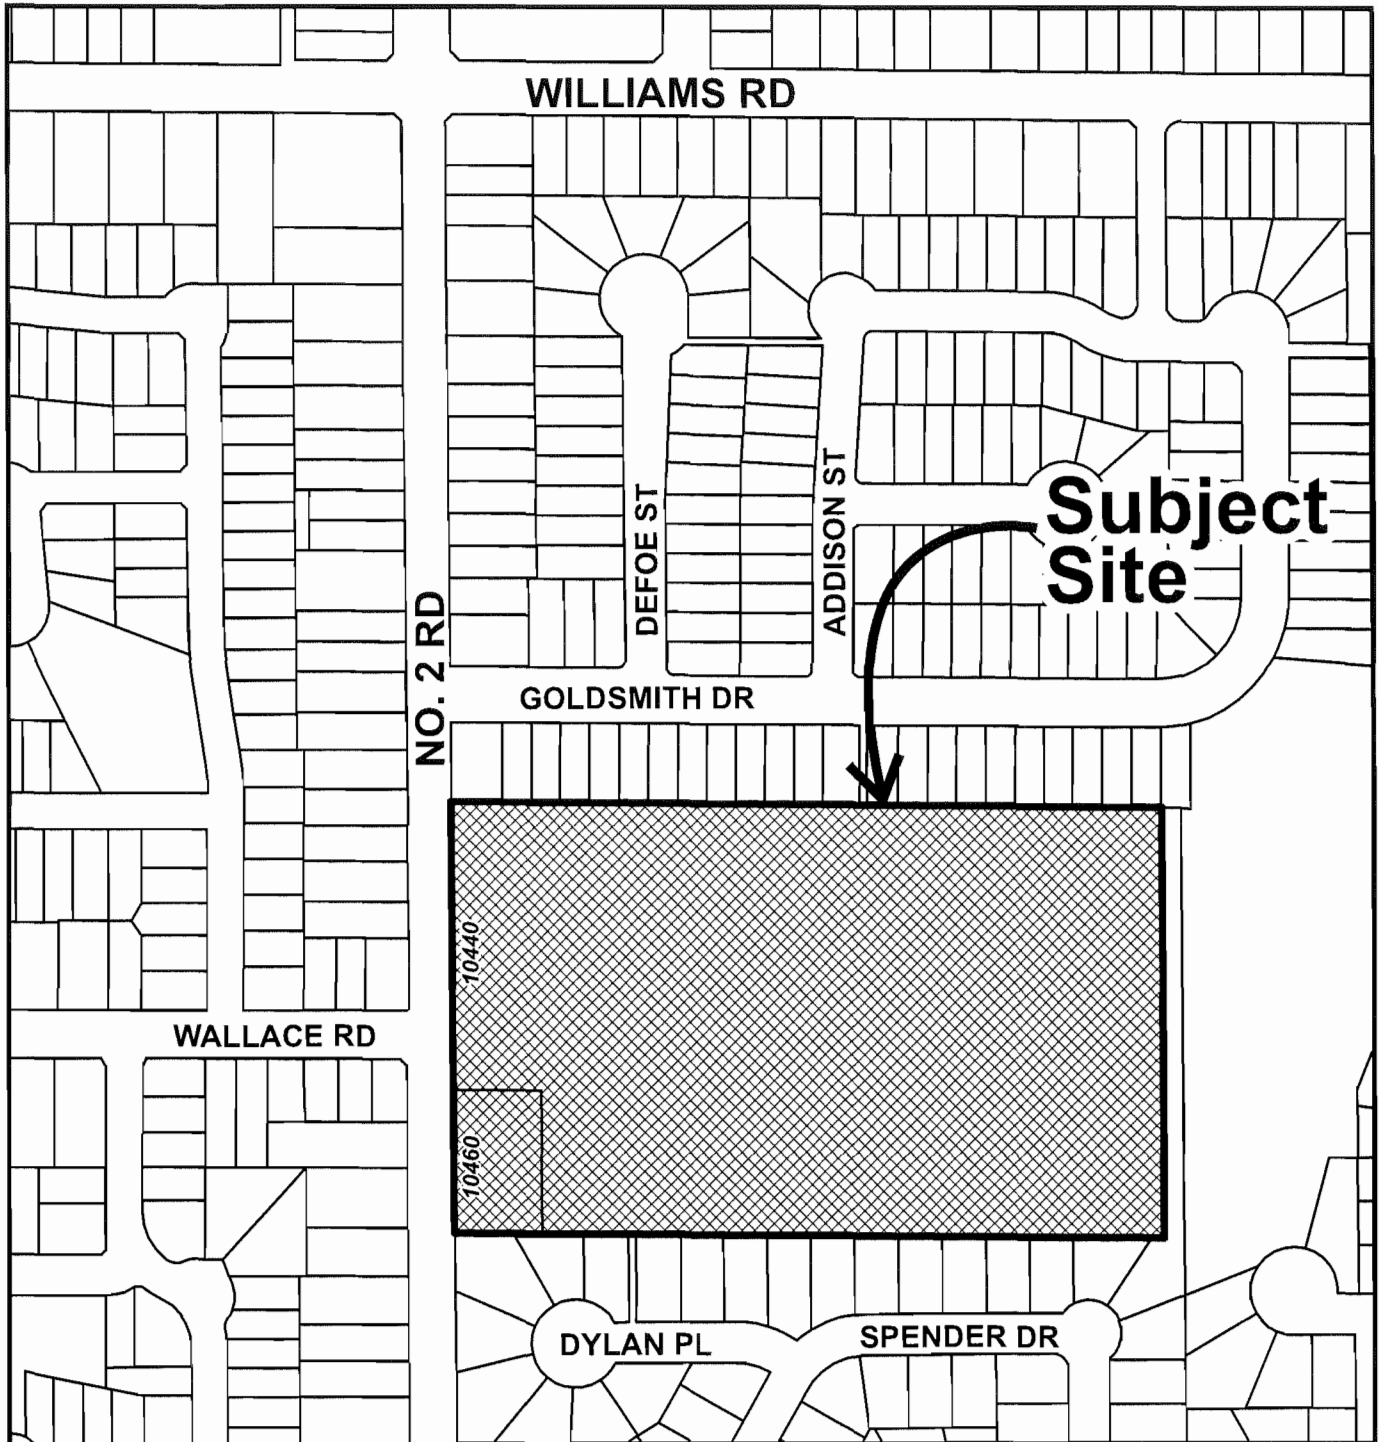 WILLIAMS RD
DEFOE ST
ADDISON ST
Subject
Site
NO. 2 RD
GOLDSMITH DR
10440
WALLACE RD
10460
DYLAN PL
SPENDER DR